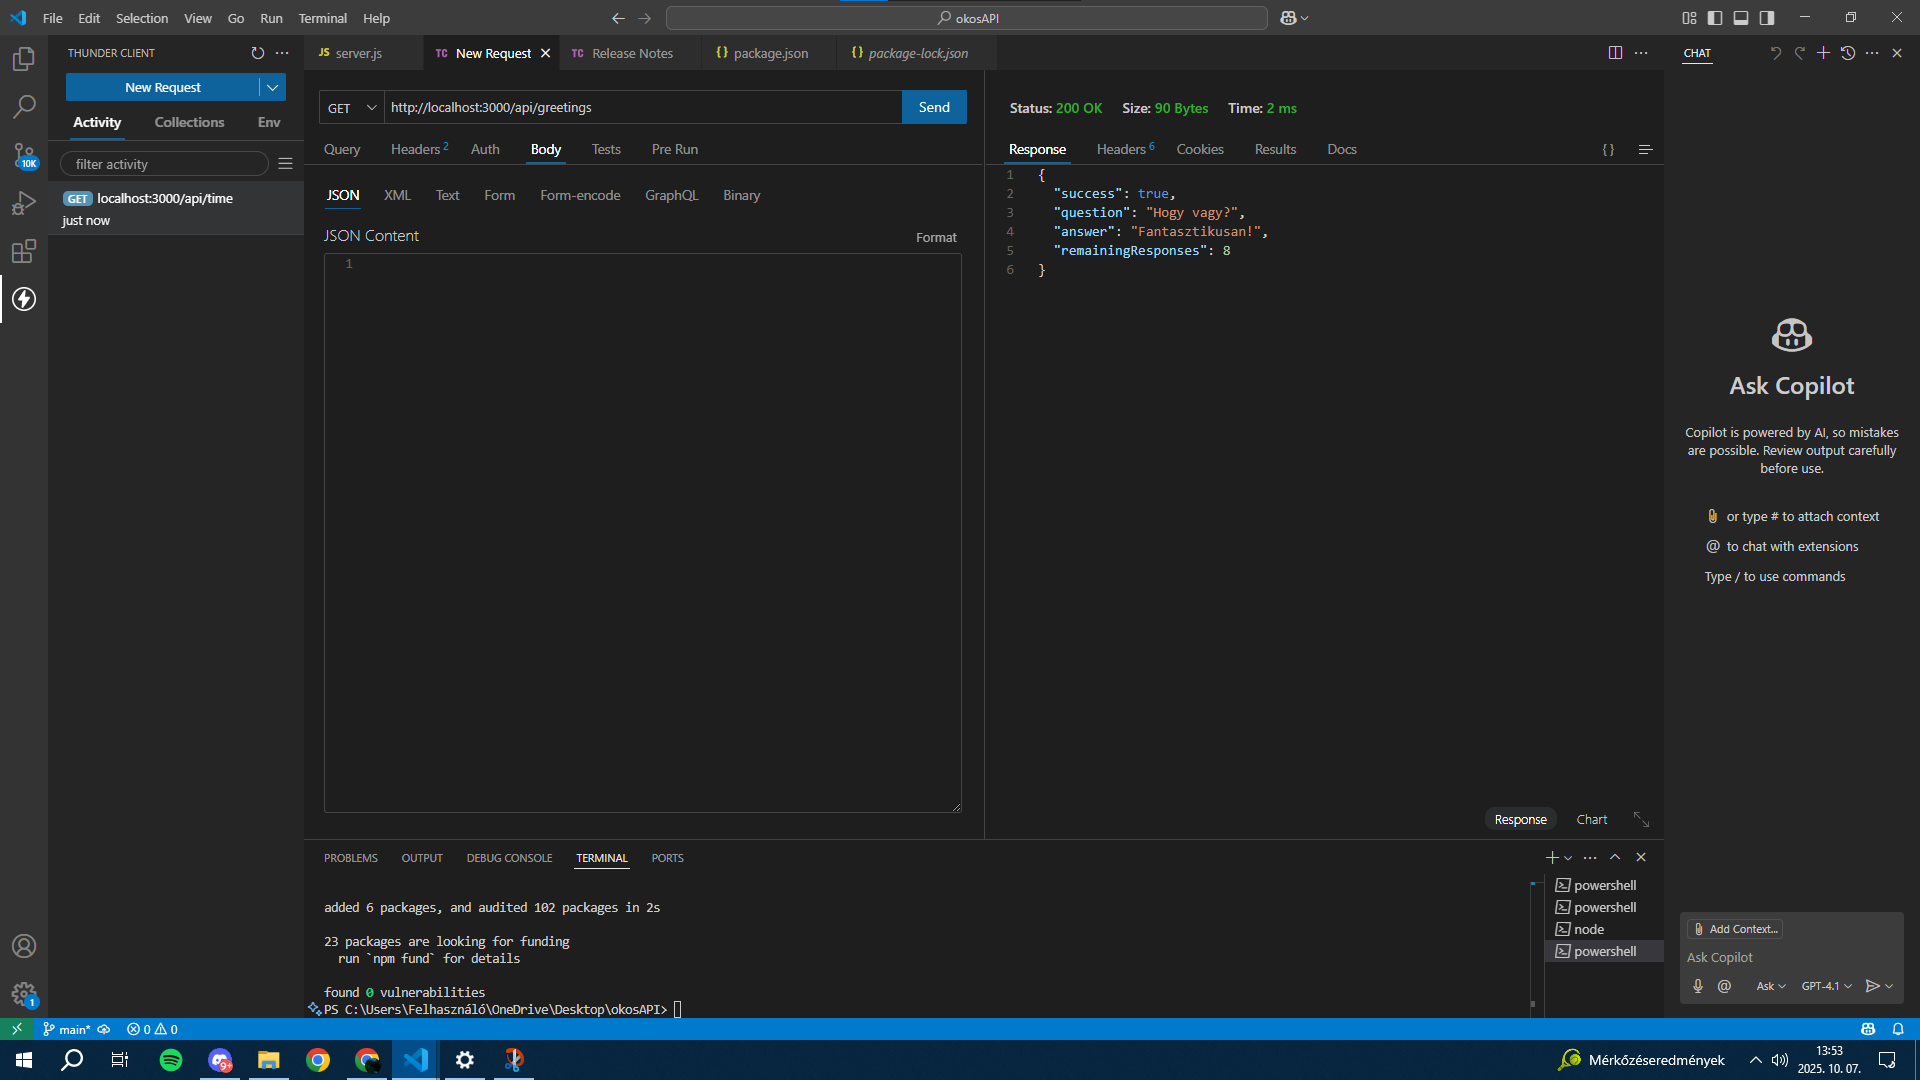 File Edit Selection View Go Run Terminal Help
okosAPI
THUNDER CLIENT
New Request
Activity Collections Env
filter activity
GET localhost:3000/api/time
just now
JS server.js
TC New Request
TC Release Notes
{} package.json
{} package-lock.json
GET http://localhost:3000/api/greetings Send
Query Headers 2 Auth Body Tests Pre Run
JSON XML Text Form Form-encode GraphQL Binary
JSON Content Format
1
Status: 200 OK Size: 90 Bytes Time: 2 ms
Response Headers 6 Cookies Results Docs {}
1 {
2 "success": true,
3 "question": "Hogy vagy?",
4 "answer": "Fantasztikusan!",
5 "remainingResponses": 8
6 }
Response Chart
CHAT
Ask Copilot
Copilot is powered by AI, so mistakes
are possible. Review output carefully
before use.
or type # to attach context
@ to chat with extensions
Type / to use commands
Add Context...
Ask Copilot
@ Ask GPT-4.1
PROBLEMS OUTPUT DEBUG CONSOLE TERMINAL PORTS
added 6 packages, and audited 102 packages in 2s
23 packages are looking for funding
run `npm fund` for details
found 0 vulnerabilities
PS C:\Users\Felhasználó\OneDrive\Desktop\okosAPI>
powershell
powershell
node
powershell
10K
1
main* 0 0
9+
Mérkőzéseredmények
13:53
2025. 10. 07.